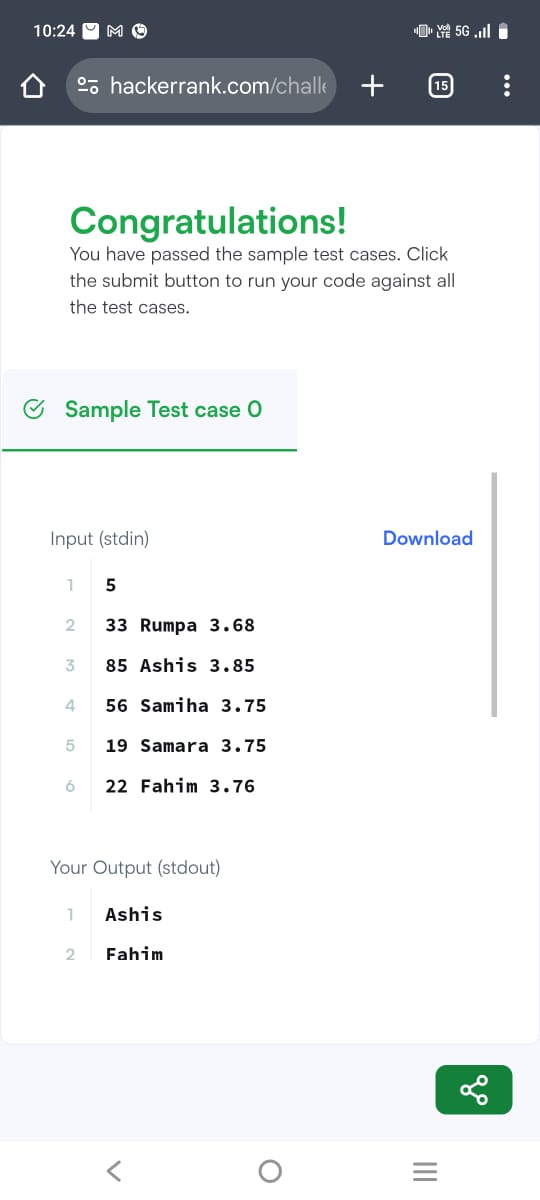 10:24
Vo) LTE 5G
hackerrank.com/challe
15
Congratulations!
You have passed the sample test cases. Click
the submit button to run your code against all
the test cases.
Sample Test case 0
Input (stdin)
Download
1 5
2 33 Rumpa 3.68
3 85 Ashis 3.85
4 56 Samiha 3.75
5 19 Samara 3.75
6 22 Fahim 3.76
Your Output (stdout)
1 Ashis
2 Fahim